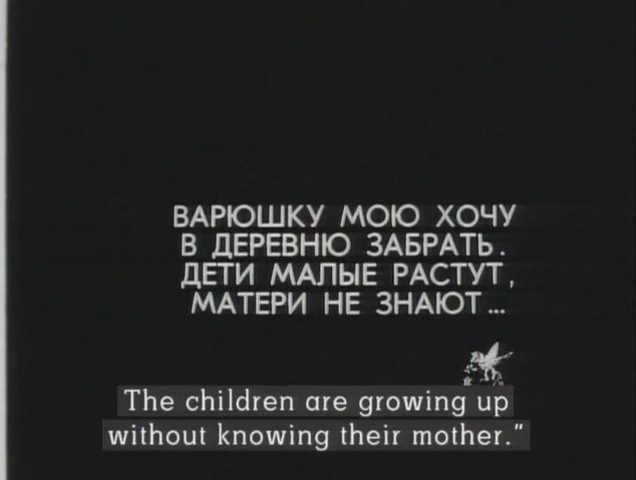 ВАРЮШКУ МОЮ ХОЧУ
В ДЕРЕВНЮ ЗАБРАТЬ.
ДЕТИ МАЛЫЕ РАСТУТ,
МАТЕРИ НЕ ЗНАЮТ...
The children are growing up
without knowing their mother."